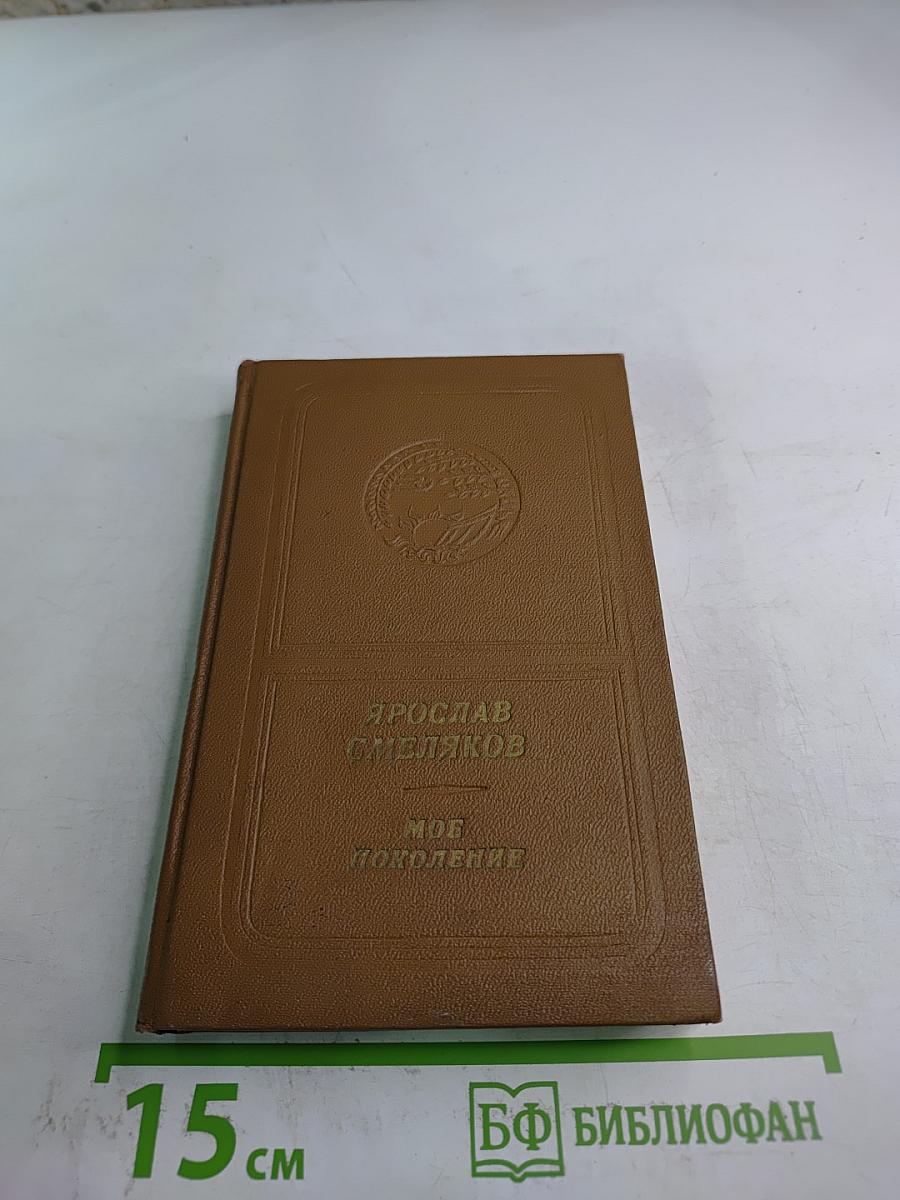 ЯРОСЛАВ
СМЕЛЯКОВ
МОЕ
ПОКОЛЕНИЕ
15 см
БФ БИБЛИОФАН